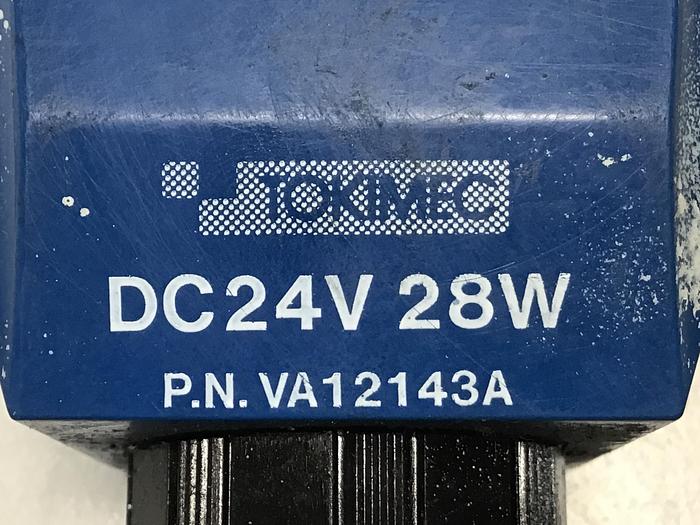 TOKIMEC
DC24V 28W
P.N. VA12143A